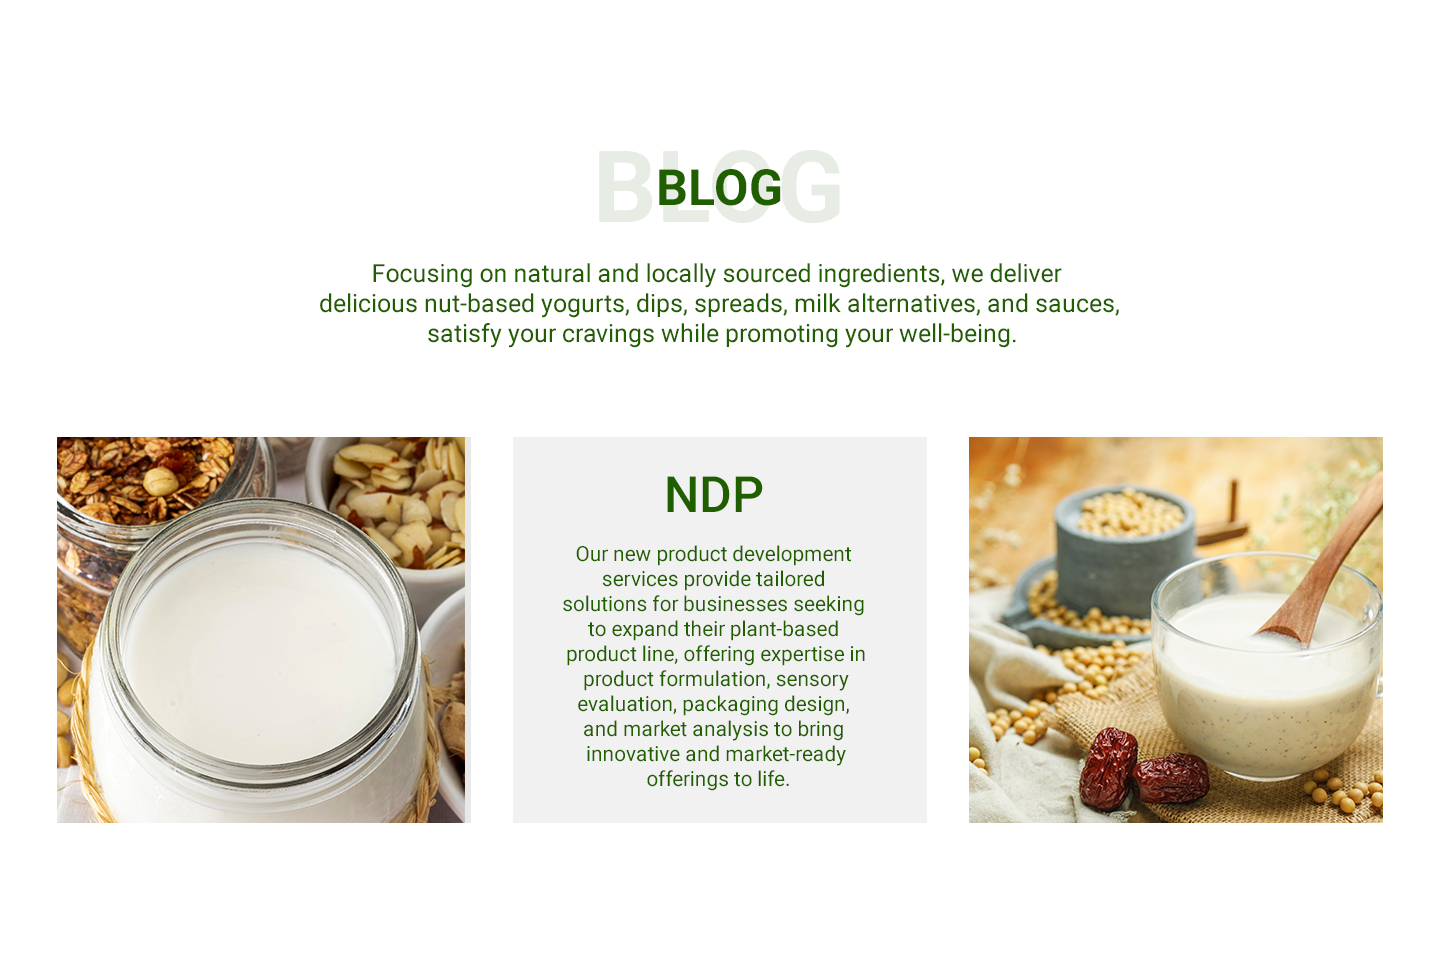 BLOG
BLOG
Focusing on natural and locally sourced ingredients, we deliver
delicious nut-based yogurts, dips, spreads, milk alternatives, and sauces,
satisfy your cravings while promoting your well-being.
NDP
Our new product development
services provide tailored
solutions for businesses seeking
to expand their plant-based
product line, offering expertise in
product formulation, sensory
evaluation, packaging design,
and market analysis to bring
innovative and market-ready
offerings to life.